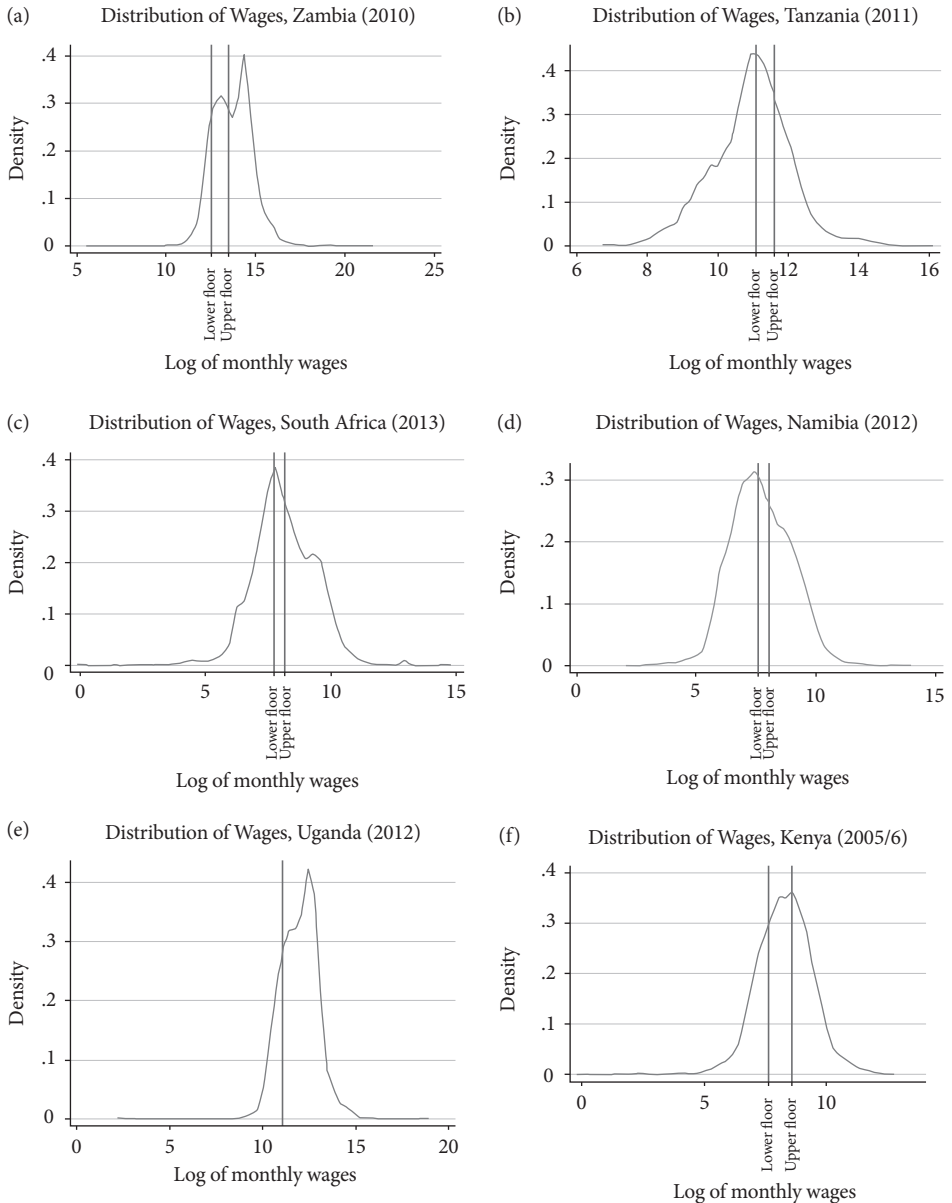 (a) Distribution of Wages, Zambia (2010)
.4
.3
.2
.1
0
Density
5 10 15 20 25
Lower floor
Upper floor
Log of monthly wages
(b) Distribution of Wages, Tanzania (2011)
.4
.3
.2
.1
0
Density
6 8 10 12 14 16
Lower floor
Upper floor
Log of monthly wages
(c) Distribution of Wages, South Africa (2013)
.4
.3
.2
.1
0
Density
0 5 10 15
Lower floor
Upper floor
Log of monthly wages
(d) Distribution of Wages, Namibia (2012)
.3
.2
.1
0
Density
0 5 10 15
Lower floor
Upper floor
Log of monthly wages
(e) Distribution of Wages, Uganda (2012)
.4
.3
.2
.1
0
Density
0 5 10 15 20
Log of monthly wages
(f) Distribution of Wages, Kenya (2005/6)
.4
.3
.2
.1
0
Density
0 5 10
Lower floor
Upper floor
Log of monthly wages